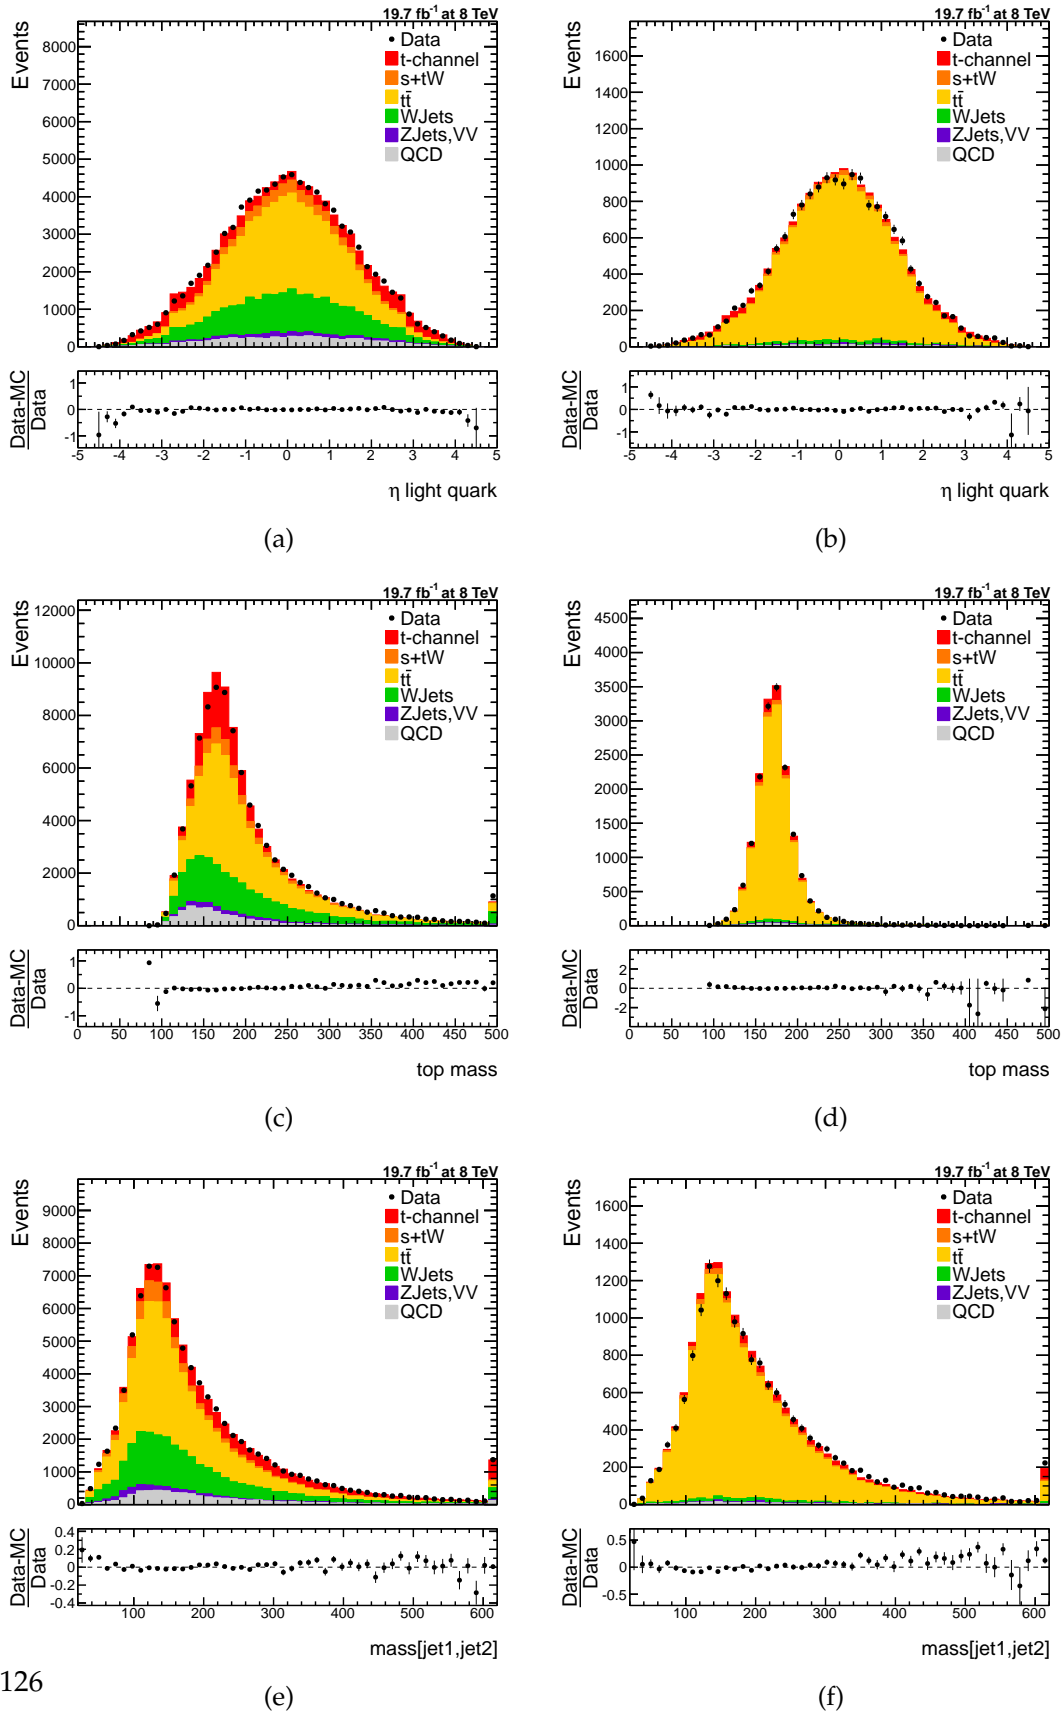 19.7 fb⁻¹ at 8 TeV
Events
8000
7000
6000
5000
4000
3000
2000
1000
0
Data
t-channel
s+tW
tt̄
WJets
ZJets,VV
QCD
Data-MC
Data
1
0
-1
-5 -4 -3 -2 -1 0 1 2 3 4 5
η light quark
(a)
19.7 fb⁻¹ at 8 TeV
Events
1600
1400
1200
1000
800
600
400
200
0
Data
t-channel
s+tW
tt̄
WJets
ZJets,VV
QCD
Data-MC
Data
1
0
-1
-5 -4 -3 -2 -1 0 1 2 3 4 5
η light quark
(b)
19.7 fb⁻¹ at 8 TeV
Events
12000
10000
8000
6000
4000
2000
0
Data
t-channel
s+tW
tt̄
WJets
ZJets,VV
QCD
Data-MC
Data
1
0
-1
0 50 100 150 200 250 300 350 400 450 500
top mass
(c)
19.7 fb⁻¹ at 8 TeV
Events
4500
4000
3500
3000
2500
2000
1500
1000
500
0
Data
t-channel
s+tW
tt̄
WJets
ZJets,VV
QCD
Data-MC
Data
2
0
-2
0 50 100 150 200 250 300 350 400 450 500
top mass
(d)
19.7 fb⁻¹ at 8 TeV
Events
9000
8000
7000
6000
5000
4000
3000
2000
1000
0
Data
t-channel
s+tW
tt̄
WJets
ZJets,VV
QCD
Data-MC
Data
0.4
0.2
0
-0.2
-0.4
100 200 300 400 500 600
mass[jet1,jet2]
(e)
19.7 fb⁻¹ at 8 TeV
Events
1600
1400
1200
1000
800
600
400
200
0
Data
t-channel
s+tW
tt̄
WJets
ZJets,VV
QCD
Data-MC
Data
0.5
0
-0.5
100 200 300 400 500 600
mass[jet1,jet2]
(f)
126